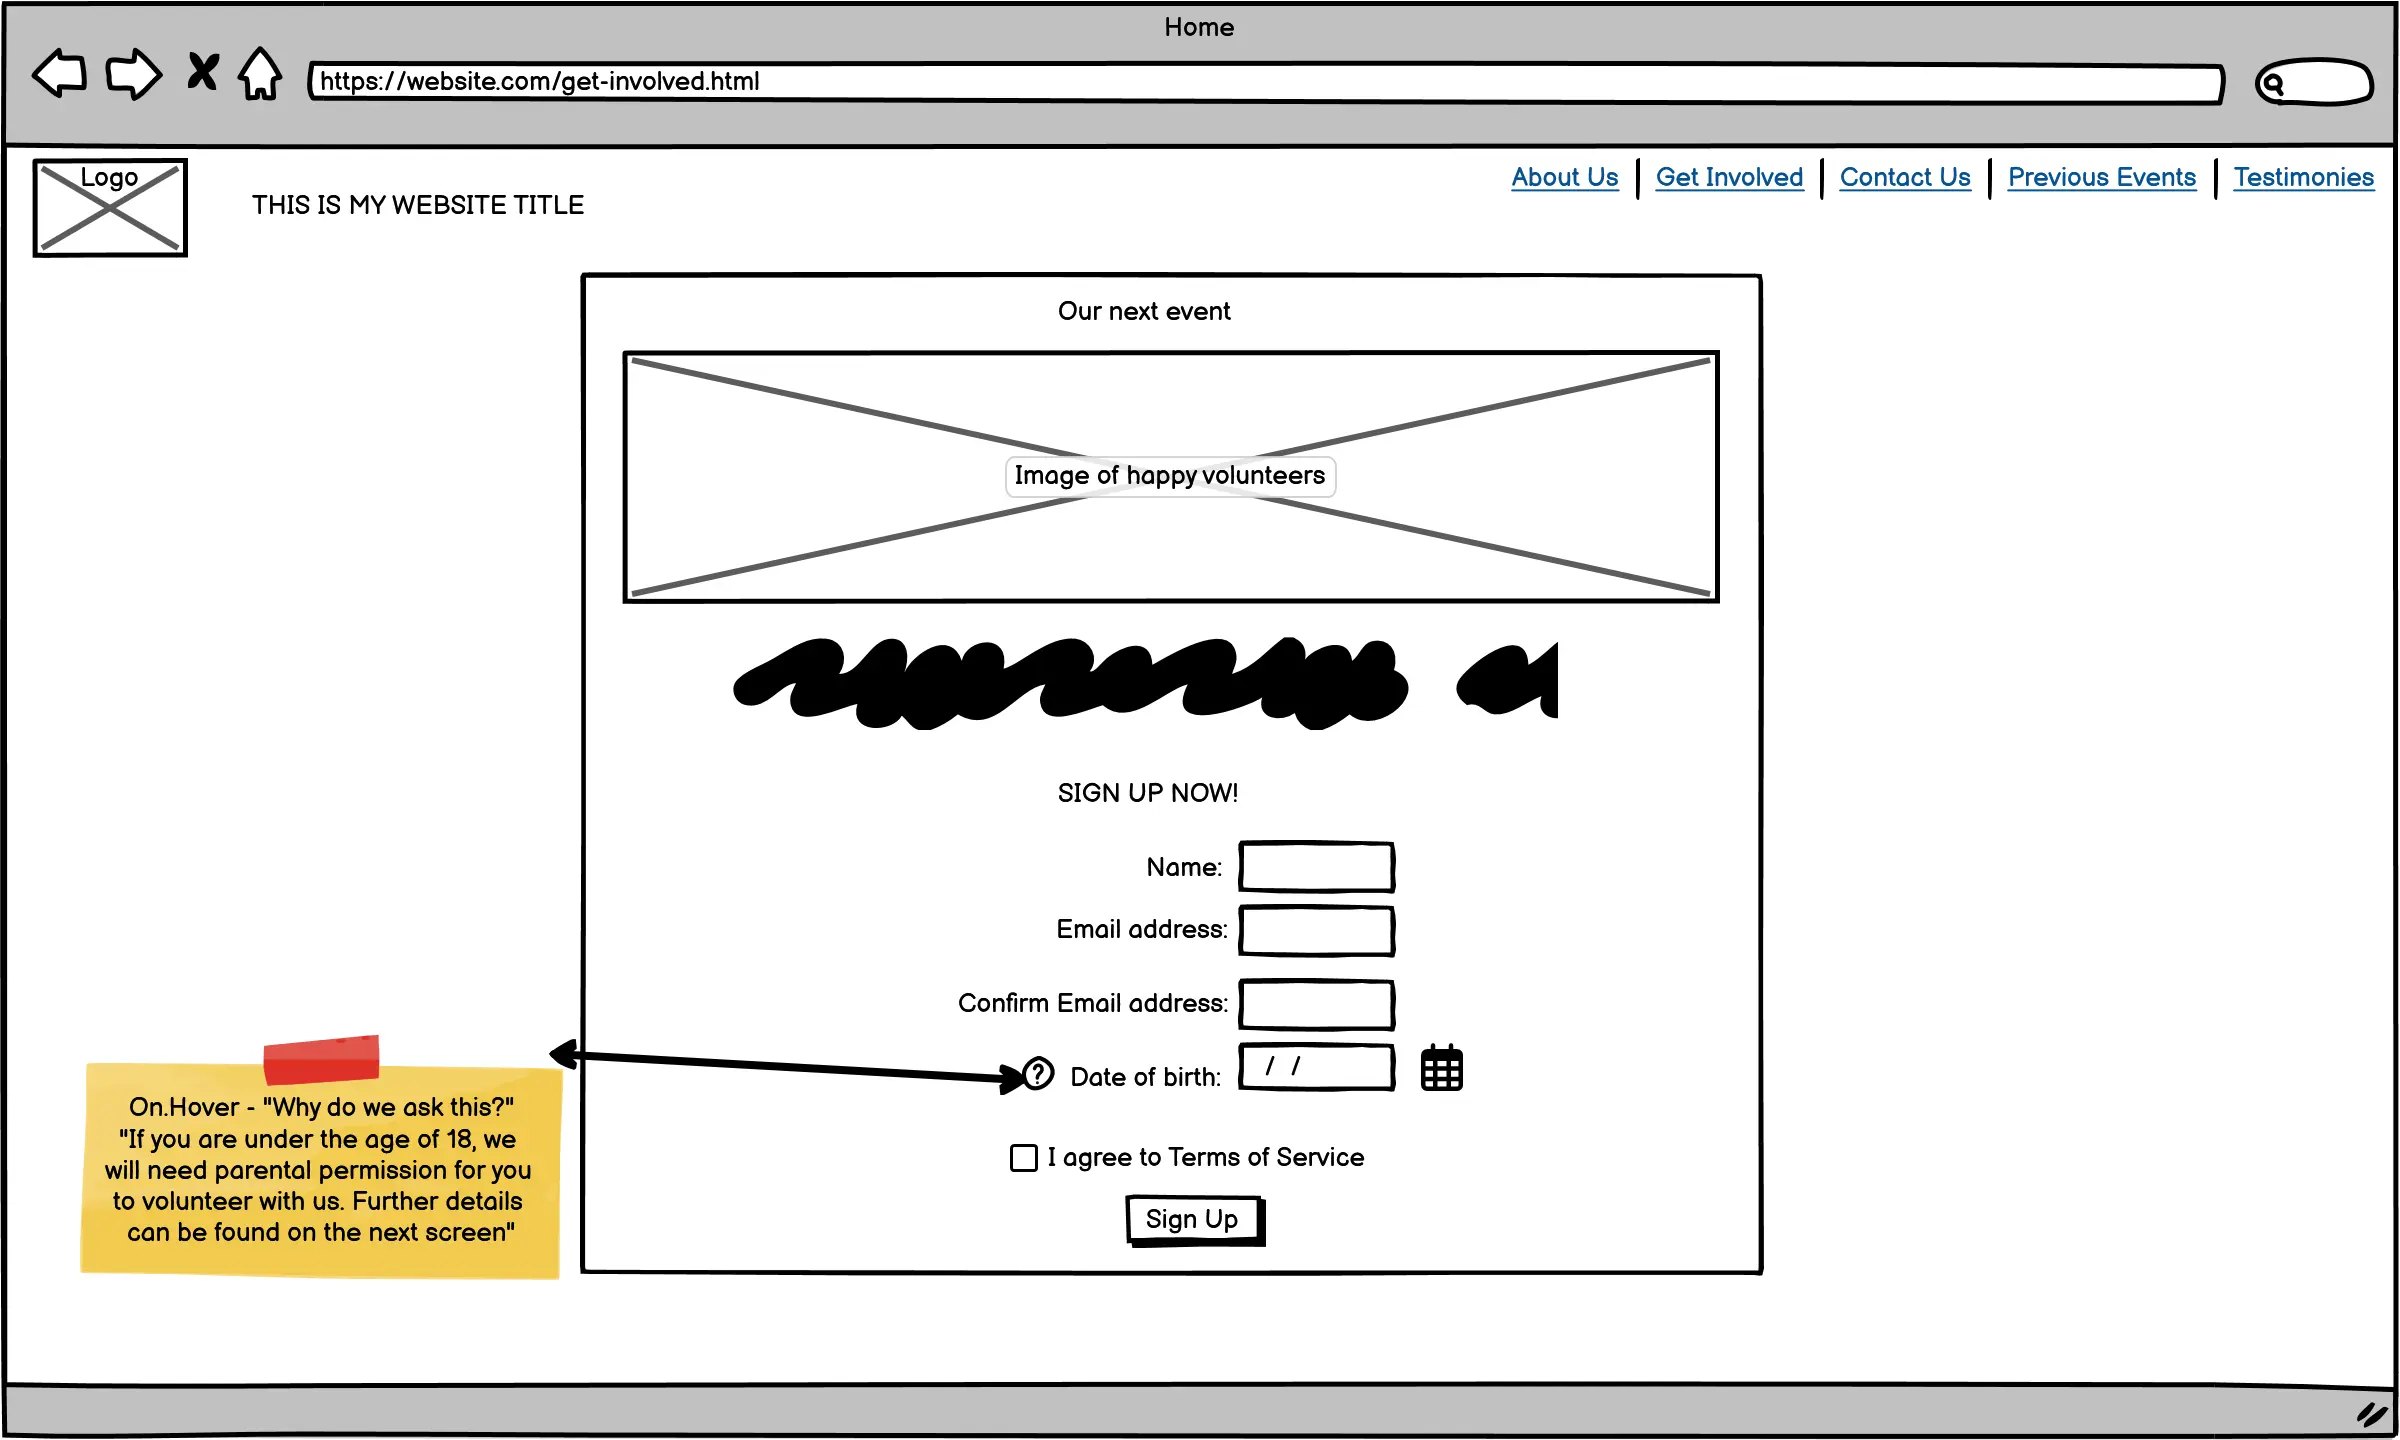 Home
https://website.com/get-involved.html
Logo
THIS IS MY WEBSITE TITLE
About Us
Get Involved
Contact Us
Previous Events
Testimonies
Our next event
Image of happy volunteers
SIGN UP NOW!
Name:
Email address:
Confirm Email address:
? Date of birth: / /
On.Hover - "Why do we ask this?"
"If you are under the age of 18, we
will need parental permission for you
to volunteer with us. Further details
can be found on the next screen"
I agree to Terms of Service
Sign Up